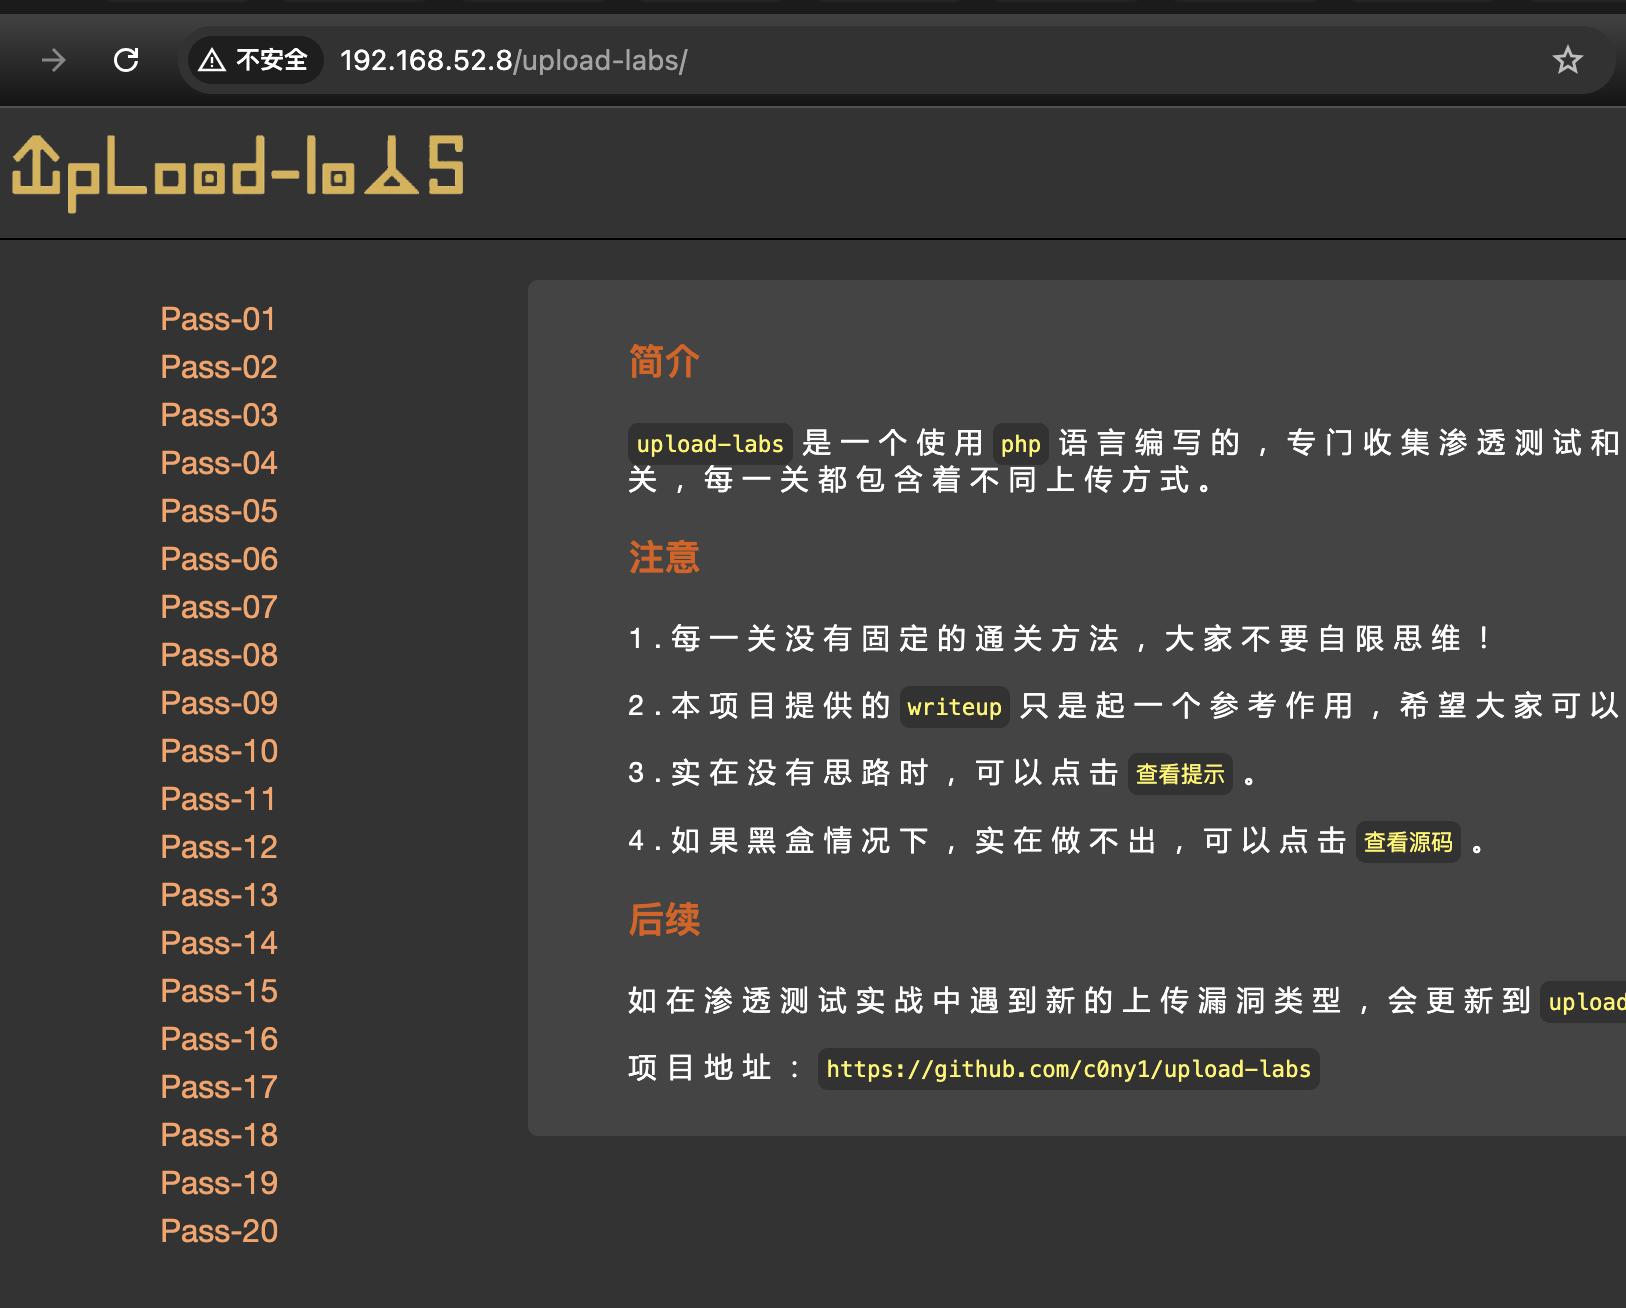 不安全 192.168.52.8/upload-labs/
UpLoad-labs
Pass-01
Pass-02
Pass-03
Pass-04
Pass-05
Pass-06
Pass-07
Pass-08
Pass-09
Pass-10
Pass-11
Pass-12
Pass-13
Pass-14
Pass-15
Pass-16
Pass-17
Pass-18
Pass-19
Pass-20
简介
upload-labs 是一个使用 php 语言编写的，专门收集渗透测试和
关，每一关都包含着不同上传方式。
注意
1.每一关没有固定的通关方法，大家不要自限思维！
2.本项目提供的 writeup 只是起一个参考作用，希望大家可以
3.实在没有思路时，可以点击 查看提示 。
4.如果黑盒情况下，实在做不出，可以点击 查看源码 。
后续
如在渗透测试实战中遇到新的上传漏洞类型，会更新到 upload
项目地址：https://github.com/c0ny1/upload-labs